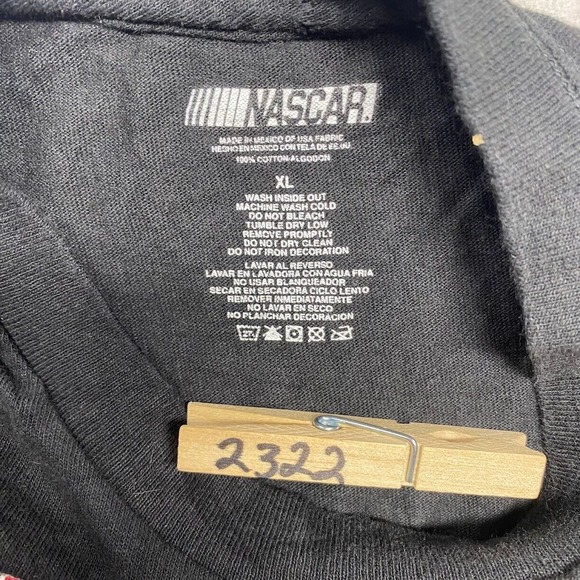 NASCAR.
MADE IN MEXICO OF USA FABRIC
HECHO EN MEXICO CON TELA DE EE.UU.
100% COTTON-ALGODON
XL
WASH INSIDE OUT
MACHINE WASH COLD
DO NOT BLEACH
TUMBLE DRY LOW
REMOVE PROMPTLY
DO NOT DRY CLEAN
DO NOT IRON DECORATION
LAVAR AL REVERSO
LAVAR EN LAVADORA CON AGUA FRIA
NO USAR BLANQUEADOR
SECAR EN SECADORA CICLO LENTO
REMOVER INMEDIATAMENTE
NO LAVAR EN SECO
NO PLANCHAR DECORACION
2322